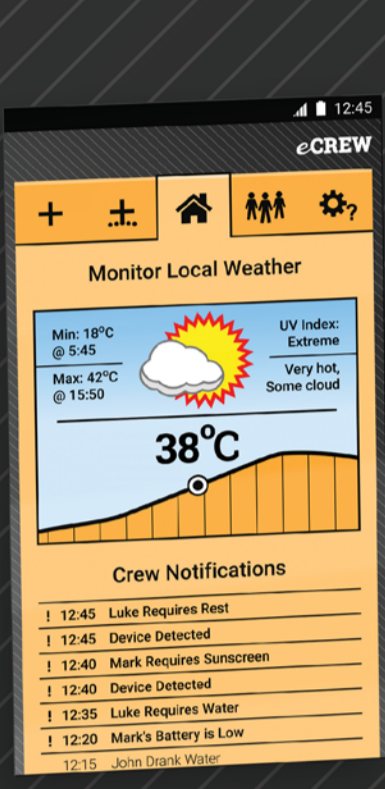 12:45
eCREW
?
Monitor Local Weather
Min: 18°C
@ 5:45
Max: 42°C
@ 15:50
UV Index:
Extreme
Very hot,
Some cloud
38°C
Crew Notifications
! 12:45 Luke Requires Rest
! 12:45 Device Detected
! 12:40 Mark Requires Sunscreen
! 12:40 Device Detected
! 12:35 Luke Requires Water
! 12:20 Mark's Battery is Low
12:15 John Drank Water